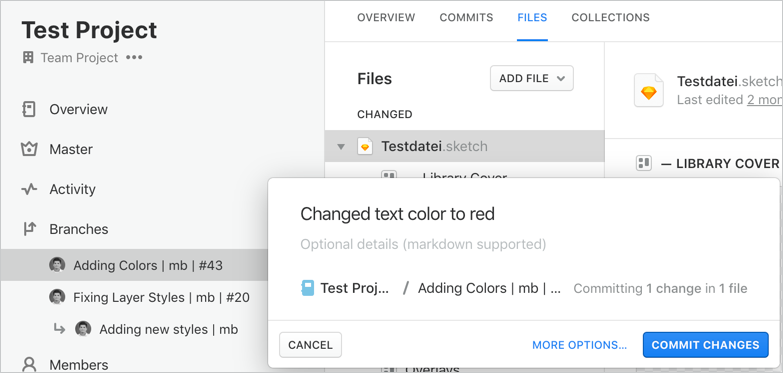 Test Project
Team Project •••
Overview
Master
Activity
Branches
Adding Colors | mb | #43
Fixing Layer Styles | mb | #20
Adding new styles | mb
Members
OVERVIEW COMMITS FILES COLLECTIONS
Files
ADD FILE
CHANGED
Testdatei.sketch
Library Cover
Testdatei.sketch
Last edited 2 mon
— LIBRARY COVER
Changed text color to red
Optional details (markdown supported)
Test Proj... / Adding Colors | mb | ... Committing 1 change in 1 file
CANCEL MORE OPTIONS... COMMIT CHANGES
Overlays